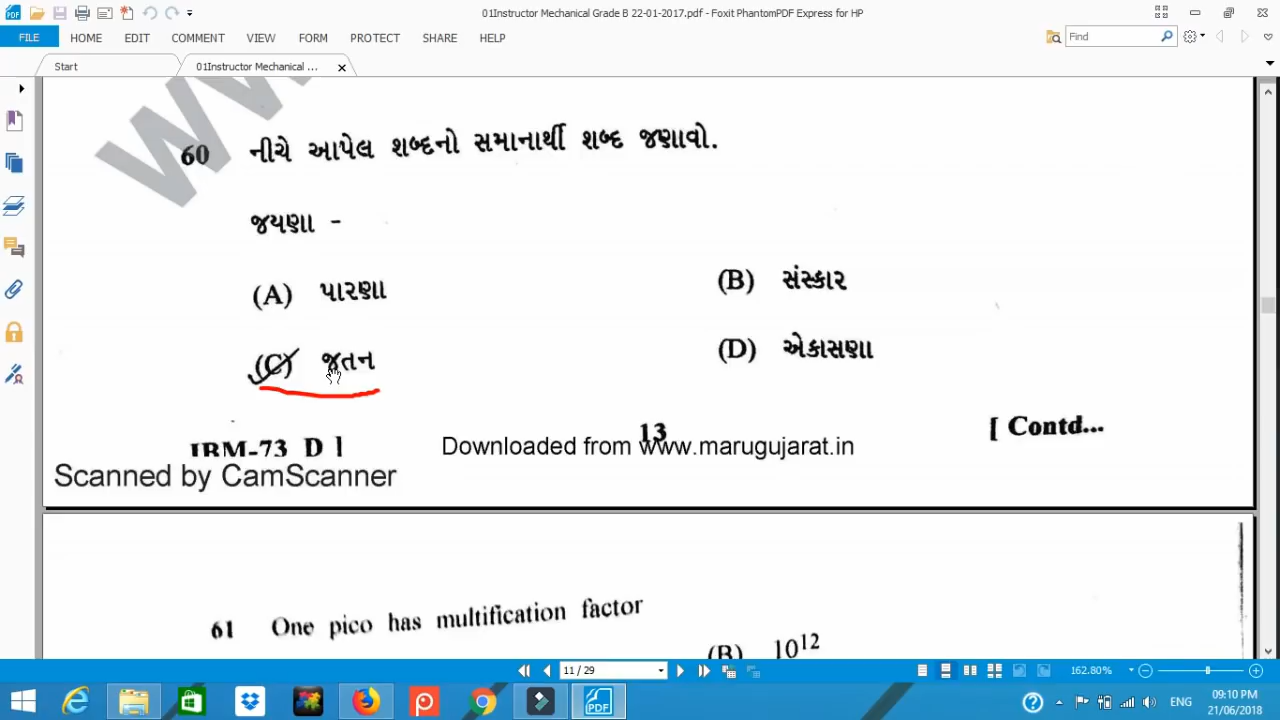 01Instructor Mechanical Grade B 22-01-2017.pdf - Foxit PhantomPDF Express for HP
FILE HOME EDIT COMMENT VIEW FORM PROTECT SHARE HELP
Find
Start 01Instructor Mechanical ...
WW
60 નીચે આપેલ શબ્દનો સમાનાર્થી શબ્દ જણાવો.
જયણા -
(A) પારણા (B) સંસ્કાર
(C) જતન (D) એકાસણા
IBM-73 D ] 13 [ Contd...
Downloaded from www.marugujarat.in
Scanned by CamScanner
61 One pico has multification factor
(B) 10¹²
11 / 29 162.80%
ENG 09:10 PM
21/06/2018